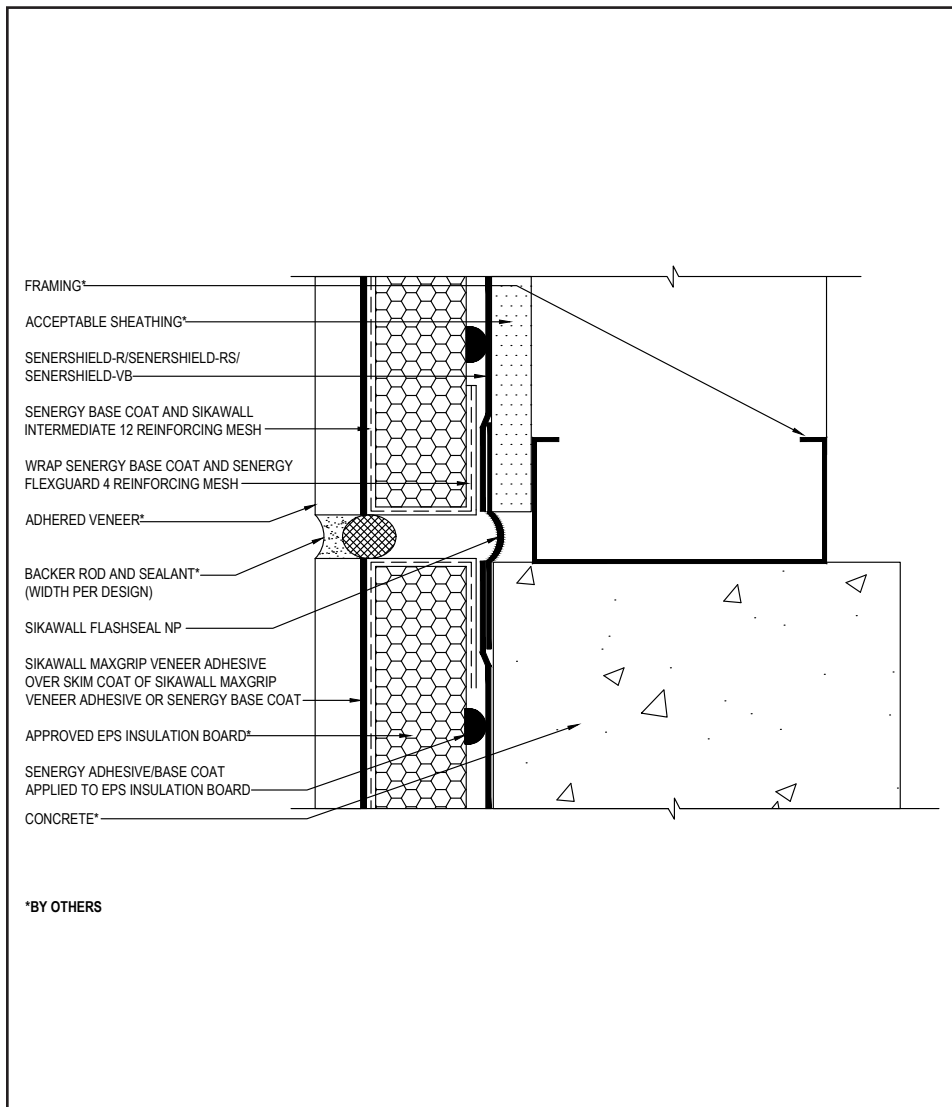 FRAMING*
ACCEPTABLE SHEATHING*
SENERSHIELD-R/SENERSHIELD-RS/
SENERSHIELD-VB
SENERGY BASE COAT AND SIKAWALL
INTERMEDIATE 12 REINFORCING MESH
WRAP SENERGY BASE COAT AND SENERGY
FLEXGUARD 4 REINFORCING MESH
ADHERED VENEER*
BACKER ROD AND SEALANT*
(WIDTH PER DESIGN)
SIKAWALL FLASHSEAL NP
SIKAWALL MAXGRIP VENEER ADHESIVE
OVER SKIM COAT OF SIKAWALL MAXGRIP
VENEER ADHESIVE OR SENERGY BASE COAT
APPROVED EPS INSULATION BOARD*
SENERGY ADHESIVE/BASE COAT
APPLIED TO EPS INSULATION BOARD
CONCRETE*
*BY OTHERS